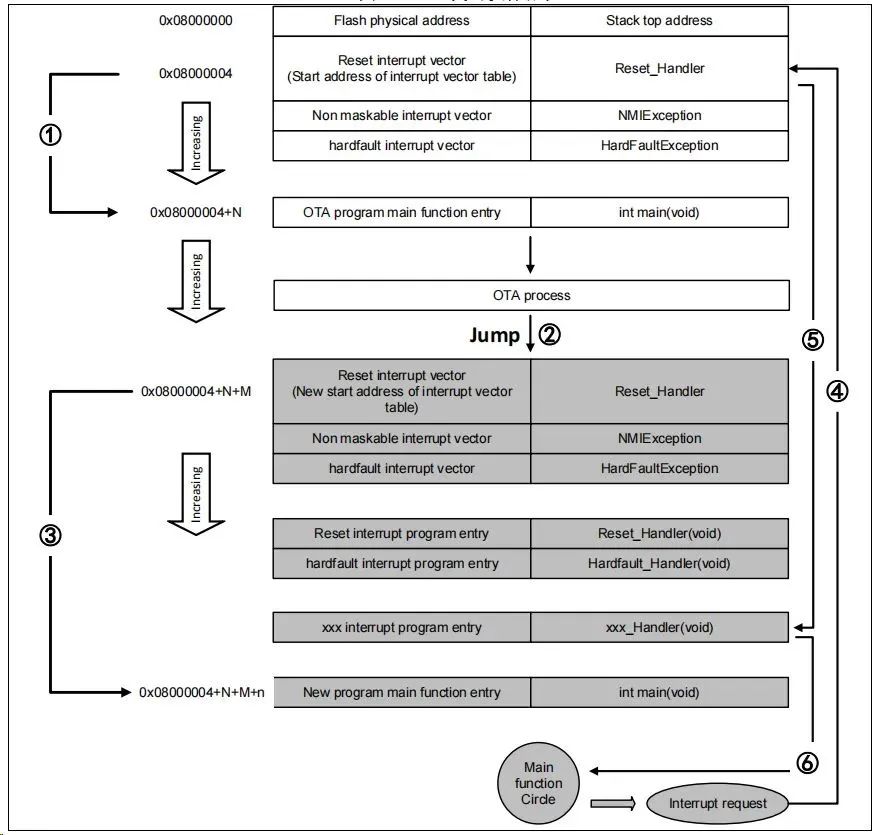 0x08000000 Flash physical address Stack top address
Reset interrupt vector
0x08000004 (Start address of interrupt vector table) Reset_Handler
Non maskable interrupt vector NMIException
① Increasing
hardfault interrupt vector HardFaultException
0x08000004+N OTA program main function entry int main(void)
Increasing
OTA process
Jump ② ⑤
Reset interrupt vector
0x08000004+N+M (New start address of interrupt vector Reset_Handler ④
table)
Non maskable interrupt vector NMIException
hardfault interrupt vector HardFaultException
Increasing
③ Reset interrupt program entry Reset_Handler(void)
hardfault interrupt program entry Hardfault_Handler(void)
xxx interrupt program entry xxx_Handler(void)
0x08000004+N+M+n New program main function entry int main(void)
⑥
Main
function
Circle
Interrupt request